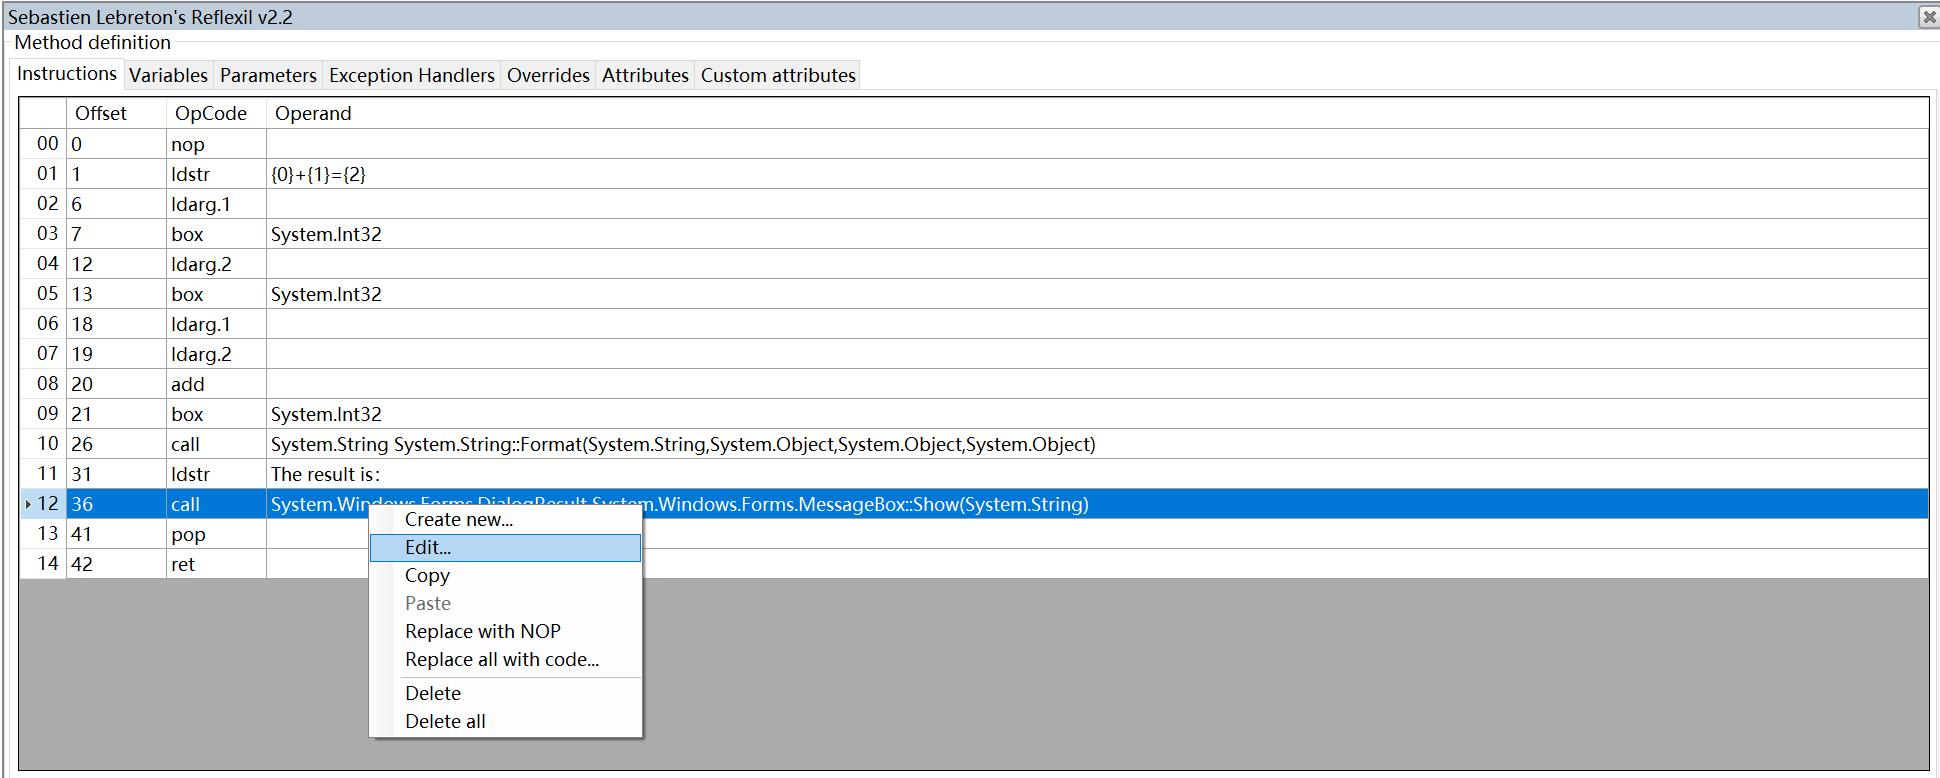 Sebastien Lebreton's Reflexil v2.2
Method definition
Instructions Variables Parameters Exception Handlers Overrides Attributes Custom attributes
Offset OpCode Operand
00 0 nop
01 1 ldstr {0}+{1}={2}
02 6 ldarg.1
03 7 box System.Int32
04 12 ldarg.2
05 13 box System.Int32
06 18 ldarg.1
07 19 ldarg.2
08 20 add
09 21 box System.Int32
10 26 call System.String System.String::Format(System.String,System.Object,System.Object,System.Object)
11 31 ldstr The result is：
12 36 call System.Windows.Forms.DialogResult System.Windows.Forms.MessageBox::Show(System.String)
13 41 pop
14 42 ret
Create new...
Edit...
Copy
Paste
Replace with NOP
Replace all with code...
Delete
Delete all